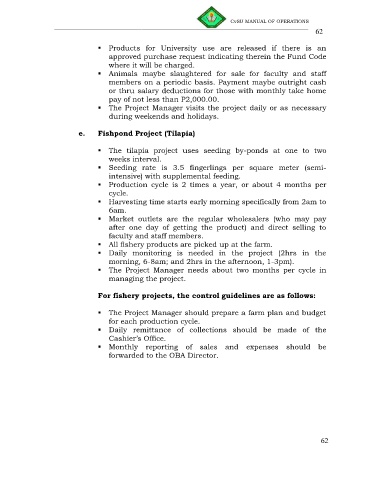 CvSU MANUAL OF OPERATIONS
62
▪ Products for University use are released if there is an
approved purchase request indicating therein the Fund Code
where it will be charged.
▪ Animals maybe slaughtered for sale for faculty and staff
members on a periodic basis. Payment maybe outright cash
or thru salary deductions for those with monthly take home
pay of not less than P2,000.00.
▪ The Project Manager visits the project daily or as necessary
during weekends and holidays.
e. Fishpond Project (Tilapia)
▪ The tilapia project uses seeding by-ponds at one to two
weeks interval.
▪ Seeding rate is 3.5 fingerlings per square meter (semi-
intensive) with supplemental feeding.
▪ Production cycle is 2 times a year, or about 4 months per
cycle.
▪ Harvesting time starts early morning specifically from 2am to
6am.
▪ Market outlets are the regular wholesalers (who may pay
after one day of getting the product) and direct selling to
faculty and staff members.
▪ All fishery products are picked up at the farm.
▪ Daily monitoring is needed in the project (2hrs in the
morning, 6-8am; and 2hrs in the afternoon, 1-3pm).
▪ The Project Manager needs about two months per cycle in
managing the project.
For fishery projects, the control guidelines are as follows:
▪ The Project Manager should prepare a farm plan and budget
for each production cycle.
▪ Daily remittance of collections should be made of the
Cashier's Office.
▪ Monthly reporting of sales and expenses should be
forwarded to the OBA Director.
62